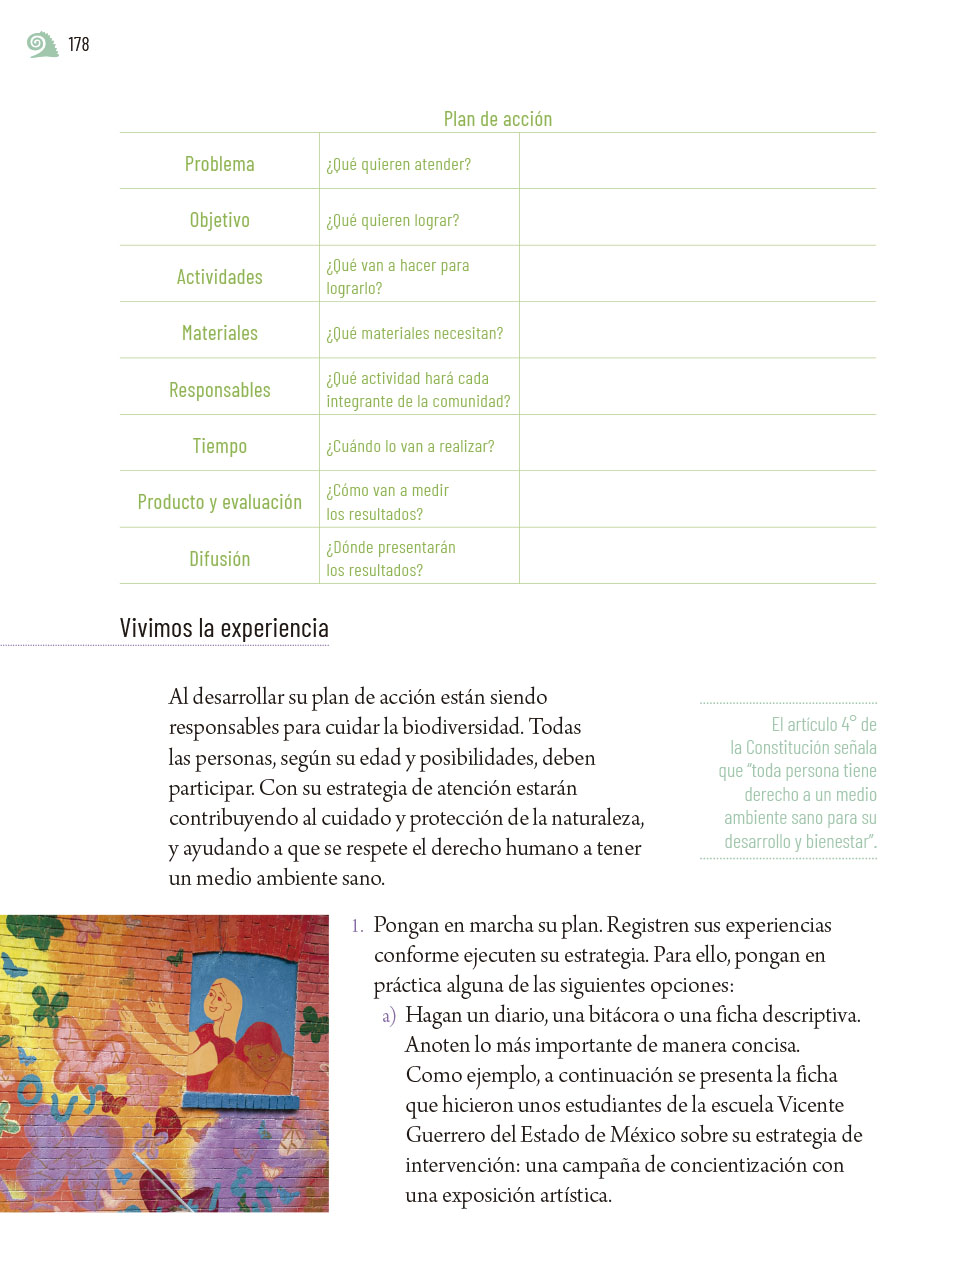 178
Plan de acción
Problema
¿Qué quieren atender?
Objetivo
¿Qué quieren lograr?
Actividades
¿Qué van a hacer para
lograrlo?
Materiales
¿Qué materiales necesitan?
Responsables
¿Qué actividad hará cada
integrante de la comunidad?
Tiempo
¿Cuándo lo van a realizar?
Producto y evaluación
¿Cómo van a medir
los resultados?
Difusión
¿Dónde presentarán
los resultados?
Vivimos la experiencia
Al desarrollar su plan de acción están siendo
responsables para cuidar la biodiversidad. Todas
las personas, según su edad y posibilidades, deben
participar. Con su estrategia de atención estarán
contribuyendo al cuidado y protección de la naturaleza,
y ayudando a que se respete el derecho humano a tener
un medio ambiente sano.
El artículo 4° de
la Constitución señala
que “toda persona tiene
derecho a un medio
ambiente sano para su
desarrollo y bienestar”.
1. Pongan en marcha su plan. Registren sus experiencias
conforme ejecuten su estrategia. Para ello, pongan en
práctica alguna de las siguientes opciones:
a) Hagan un diario, una bitácora o una ficha descriptiva.
Anoten lo más importante de manera concisa.
Como ejemplo, a continuación se presenta la ficha
que hicieron unos estudiantes de la escuela Vicente
Guerrero del Estado de México sobre su estrategia de
intervención: una campaña de concientización con
una exposición artística.
our